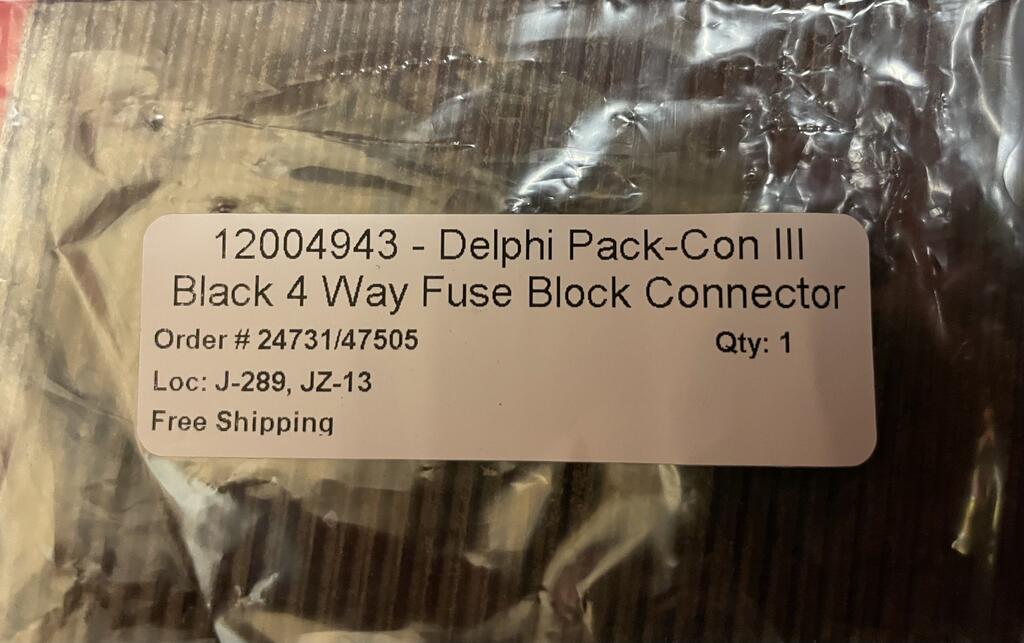 12004943 - Delphi Pack-Con III
Black 4 Way Fuse Block Connector
Order # 24731/47505 Qty: 1
Loc: J-289, JZ-13
Free Shipping